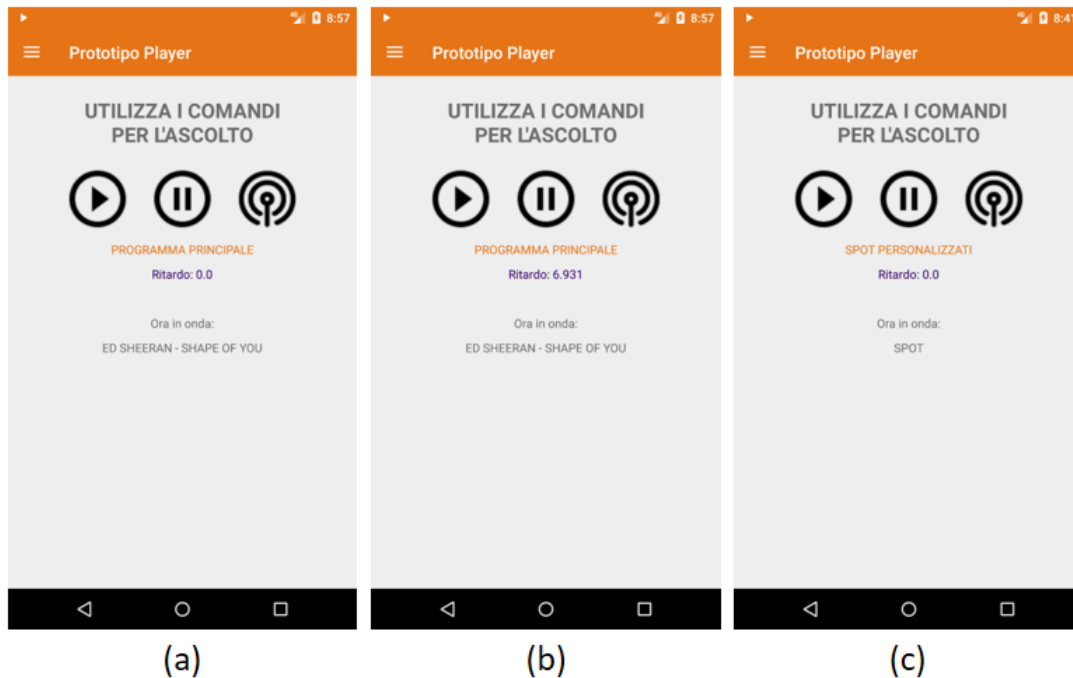 8:57
Prototipo Player
UTILIZZA I COMANDI
PER L'ASCOLTO
PROGRAMMA PRINCIPALE
Ritardo: 0.0
Ora in onda:
ED SHEERAN - SHAPE OF YOU
(a)
8:57
Prototipo Player
UTILIZZA I COMANDI
PER L'ASCOLTO
PROGRAMMA PRINCIPALE
Ritardo: 6.931
Ora in onda:
ED SHEERAN - SHAPE OF YOU
(b)
Prototipo Player
UTILIZZA I COMANDI
PER L'ASCOLTO
SPOT PERSONALIZZATI
Ritardo: 0.0
Ora in onda:
SPOT
(c)